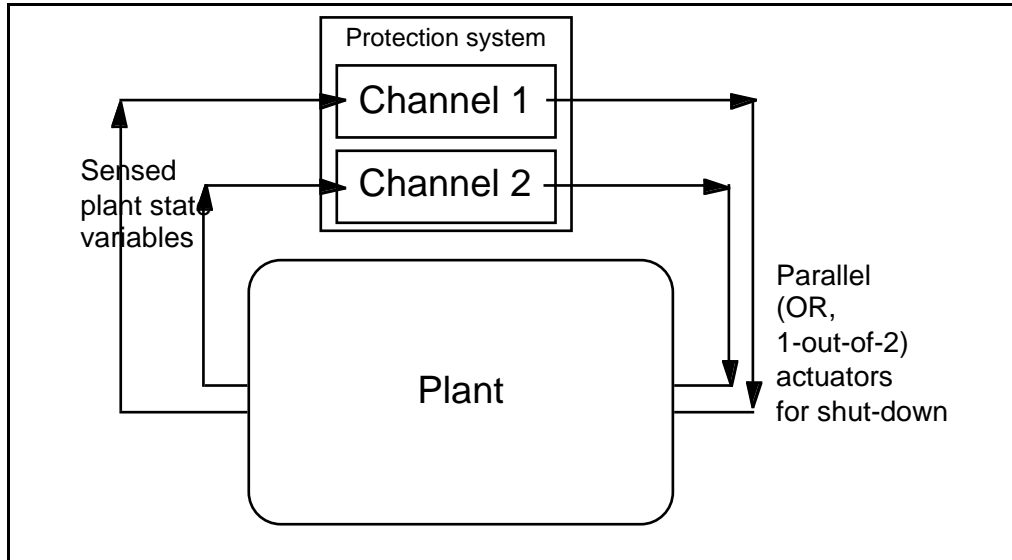 Protection system
Channel 1
Channel 2
Sensed
plant state
variables
Plant
Parallel
(OR,
1-out-of-2)
actuators
for shut-down